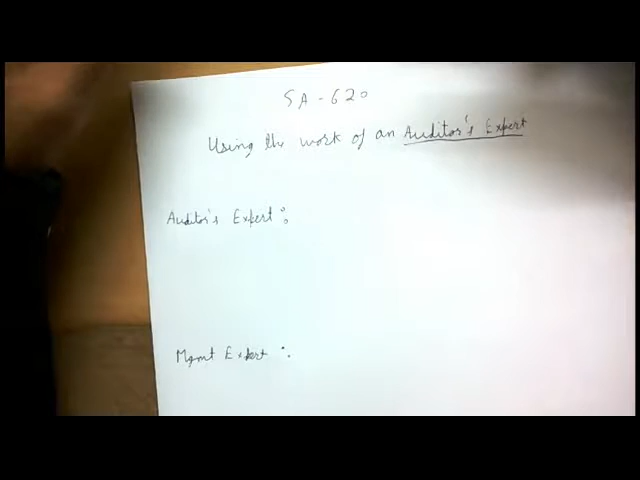 SA - 620
Using the work of an Auditor's Expert
Auditor's Expert :
Mgmt Expert :